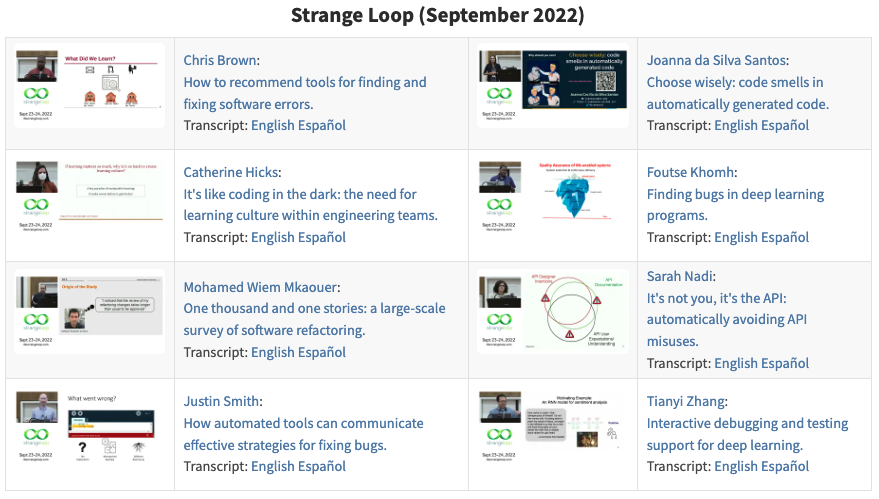 Strange Loop (September 2022)
What Did We Learn?
Sept 23-24, 2022
Chris Brown:
How to recommend tools for finding and
fixing software errors.
Transcript: English Español
Choose wisely: code
smells in automatically
generated code
Sept 23-24, 2022
Joanna da Silva Santos:
Choose wisely: code smells in
automatically generated code.
Transcript: English Español
Sept 23-24, 2022
Catherine Hicks:
It's like coding in the dark: the need for
learning culture within engineering teams.
Transcript: English Español
Quality Assurance of ML-enabled systems
Sept 23-24, 2022
Foutse Khomh:
Finding bugs in deep learning
programs.
Transcript: English Español
Origin of the Study
Sept 23-24, 2022
Mohamed Wiem Mkaouer:
One thousand and one stories: a large-scale
survey of software refactoring.
Transcript: English Español
API Designer
API
Documentation
API User
Expectations/
Understanding
Sept 23-24, 2022
Sarah Nadi:
It's not you, it's the API:
automatically avoiding API
misuses.
Transcript: English Español
What went wrong?
Sept 23-24, 2022
Justin Smith:
How automated tools can communicate
effective strategies for fixing bugs.
Transcript: English Español
Motivating Example:
An RNN model for sentiment analysis
Sept 23-24, 2022
Tianyi Zhang:
Interactive debugging and testing
support for deep learning.
Transcript: English Español